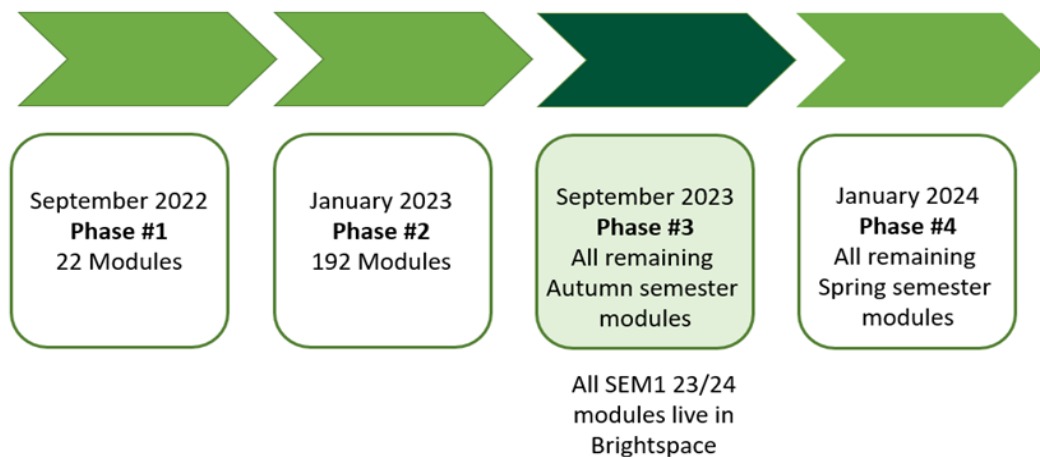 September 2022
Phase #1
22 Modules
January 2023
Phase #2
192 Modules
September 2023
Phase #3
All remaining
Autumn semester
modules
January 2024
Phase #4
All remaining
Spring semester
modules
All SEM1 23/24
modules live in
Brightspace